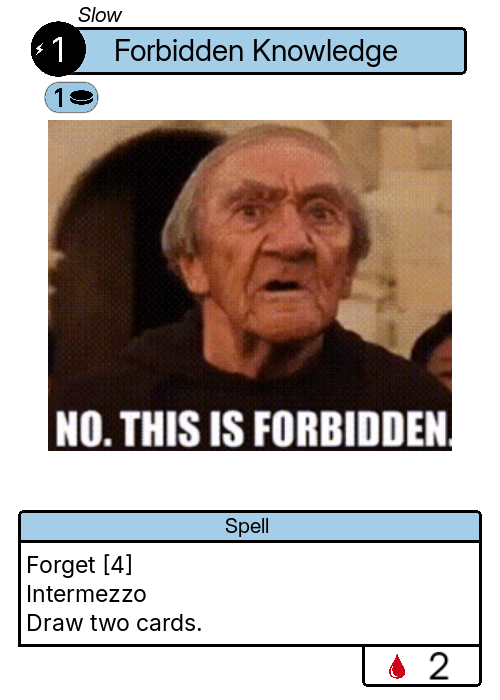 Slow
1
Forbidden Knowledge
1
NO. THIS IS FORBIDDEN.
Spell
Forget [4]
Intermezzo
Draw two cards.
2